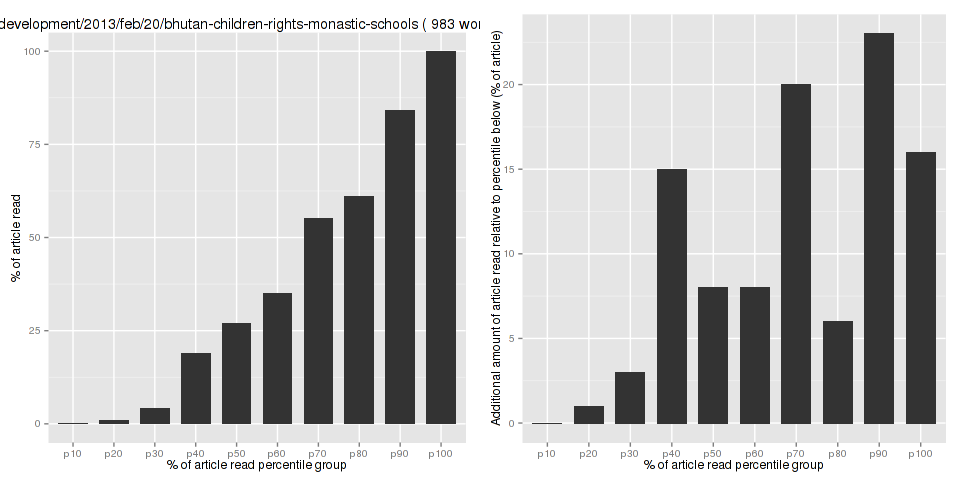 development/2013/feb/20/bhutan-children-rights-monastic-schools ( 983 wor
% of article read
100
75
50
25
0
p10 p20 p30 p40 p50 p60 p70 p80 p90 p100
% of article read percentile group
Additional amount of article read relative to percentile below (% of article)
20
15
10
5
0
p10 p20 p30 p40 p50 p60 p70 p80 p90 p100
% of article read percentile group